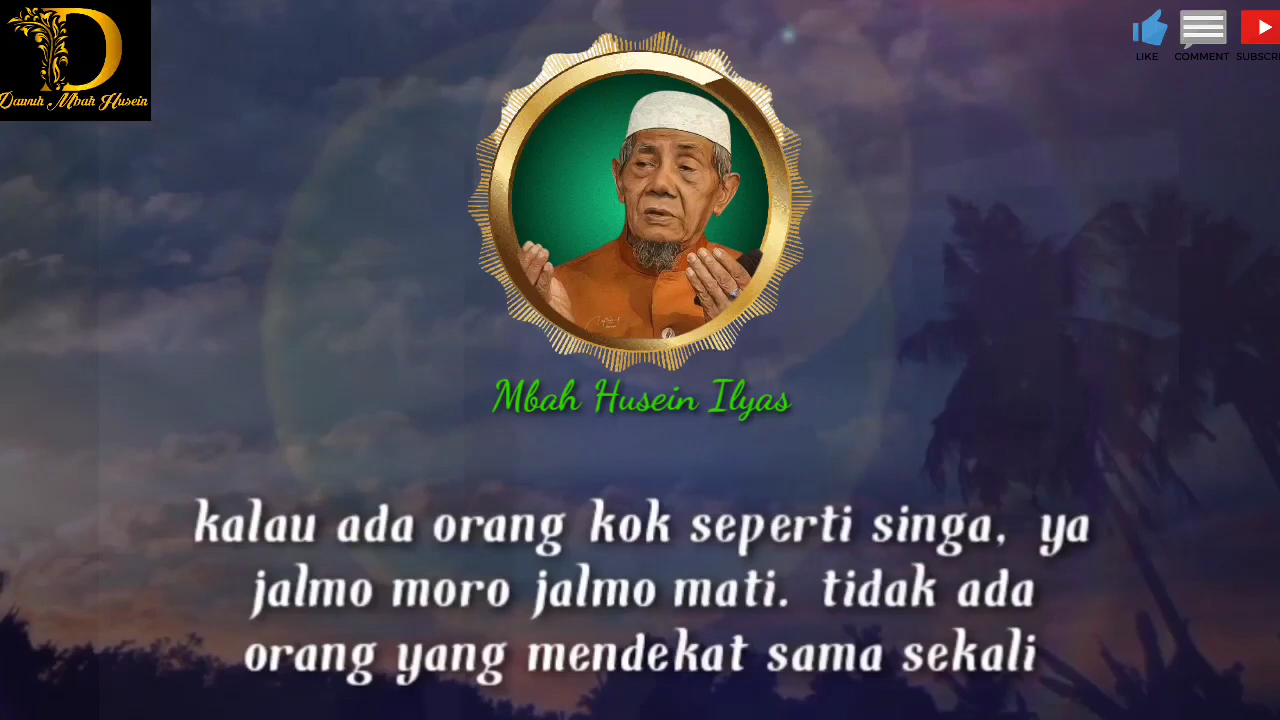 D
Dawuh Mbah Husein
LIKE
COMMENT
SUBSCRI
Mbah Husein Ilyas
kalau ada orang kok seperti singa, ya
jalmo moro jalmo mati. tidak ada
orang yang mendekat sama sekali